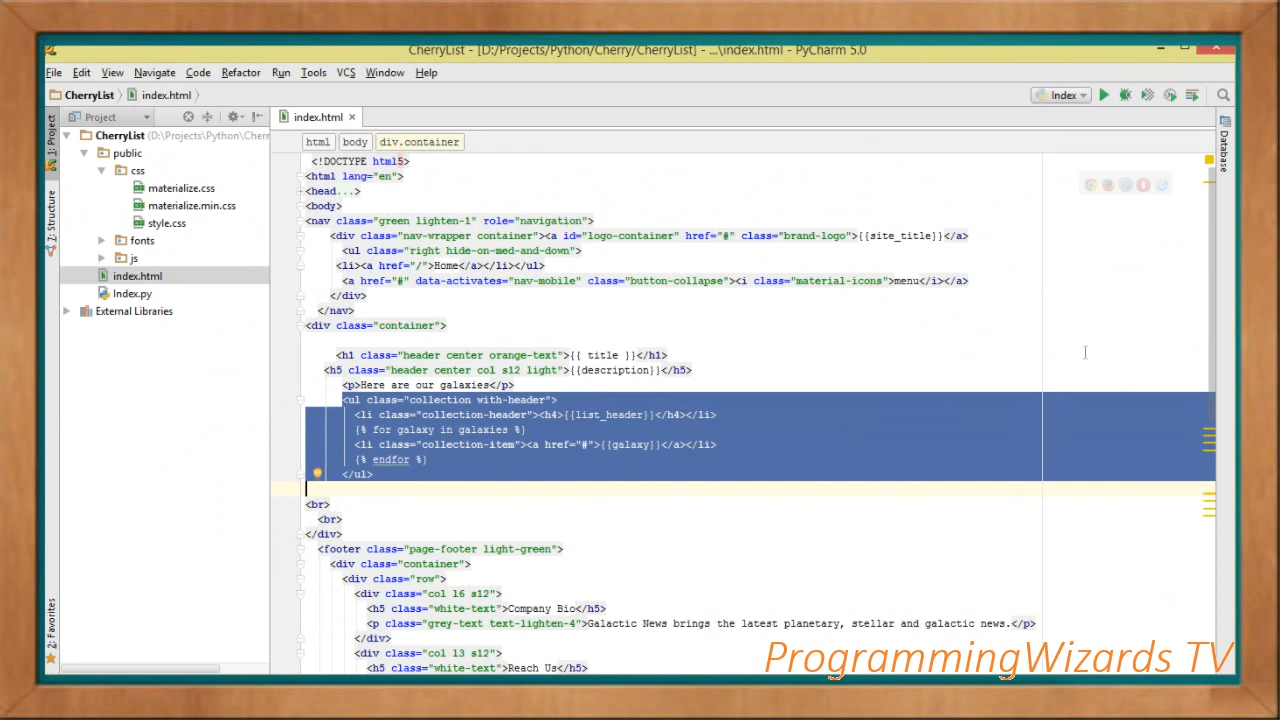 CherryList - [D:/Projects/Python/Cherry/CherryList] - ...\index.html - PyCharm 5.0
File Edit View Navigate Code Refactor Run Tools VCS Window Help
CherryList index.html
Index
1: Project
Project
index.html
Database
html body div.container
CherryList (D:\Projects\Python\Cherr
public
css
materialize.css
materialize.min.css
style.css
fonts
js
index.html
Index.py
External Libraries
7: Structure
2: Favorites
<!DOCTYPE html5>
<html lang="en">
<head...>
<body>
<nav class="green lighten-1" role="navigation">
<div class="nav-wrapper container"><a id="logo-container" href="#" class="brand-logo">{{site_title}}</a>
<ul class="right hide-on-med-and-down">
<li><a href="/">Home</a></li></ul>
<a href="#" data-activates="nav-mobile" class="button-collapse"><i class="material-icons">menu</i></a>
</div>
</nav>
<div class="container">
<h1 class="header center orange-text">{{ title }}</h1>
<h5 class="header center col s12 light">{{description}}</h5>
<p>Here are our galaxies</p>
<ul class="collection with-header">
<li class="collection-header"><h4>{{list_header}}</h4></li>
{% for galaxy in galaxies %}
<li class="collection-item"><a href="#">{{galaxy}}</a></li>
{% endfor %}
</ul>
<br>
<br>
</div>
<footer class="page-footer light-green">
<div class="container">
<div class="row">
<div class="col l6 s12">
<h5 class="white-text">Company Bio</h5>
<p class="grey-text text-lighten-4">Galactic News brings the latest planetary, stellar and galactic news.</p>
</div>
<div class="col l3 s12">
<h5 class="white-text">Reach Us</h5>
ProgrammingWizards TV